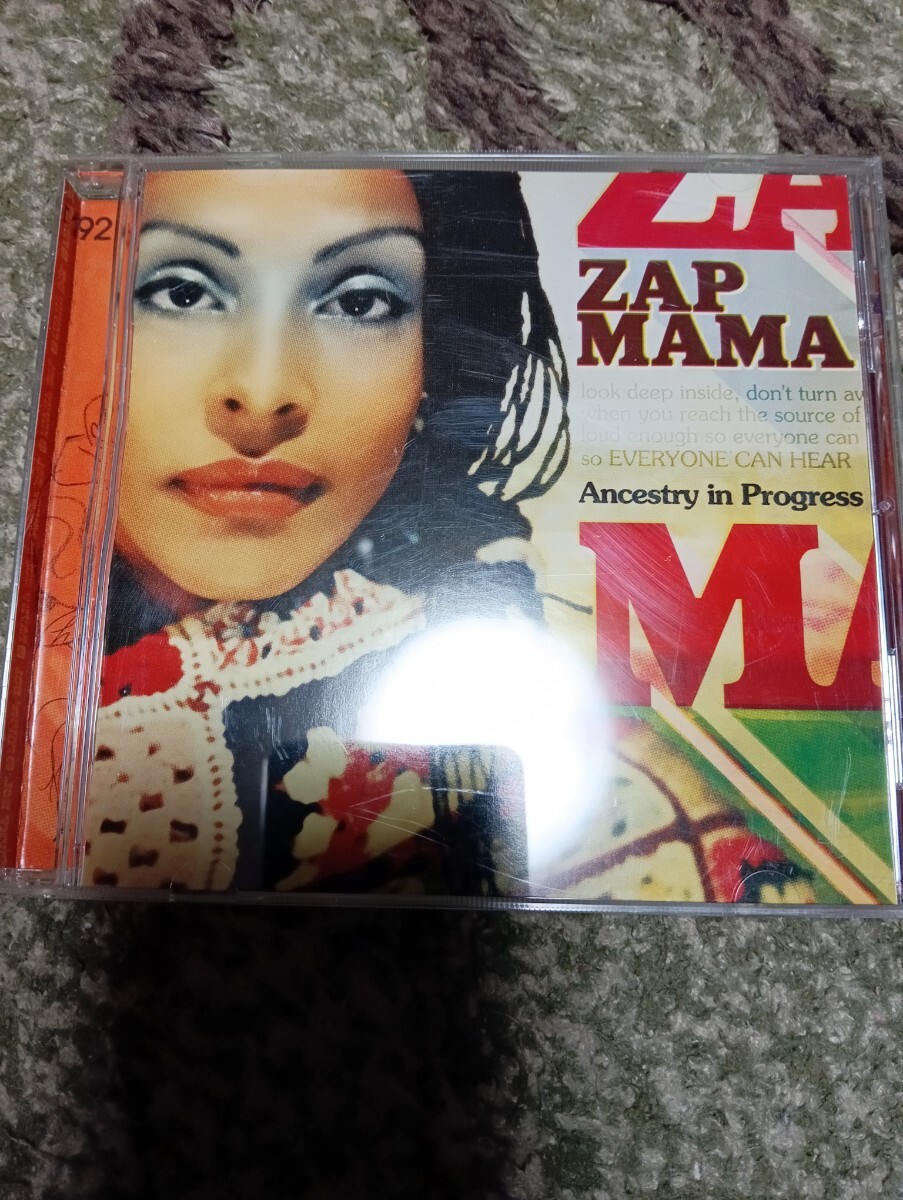 '92
ZA
ZAP
MAMA
look deep inside, don't turn av
when you reach the source of
loud enough so everyone can
so EVERYONE CAN HEAR
Ancestry in Progress
MA